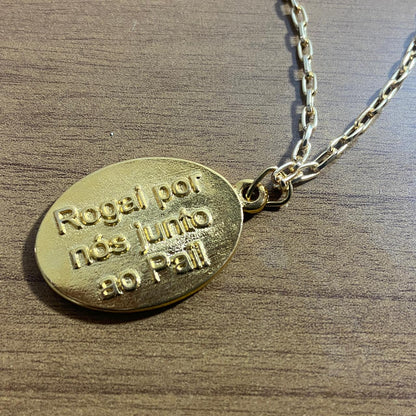 Rogai por
nós junto
ao Pai!